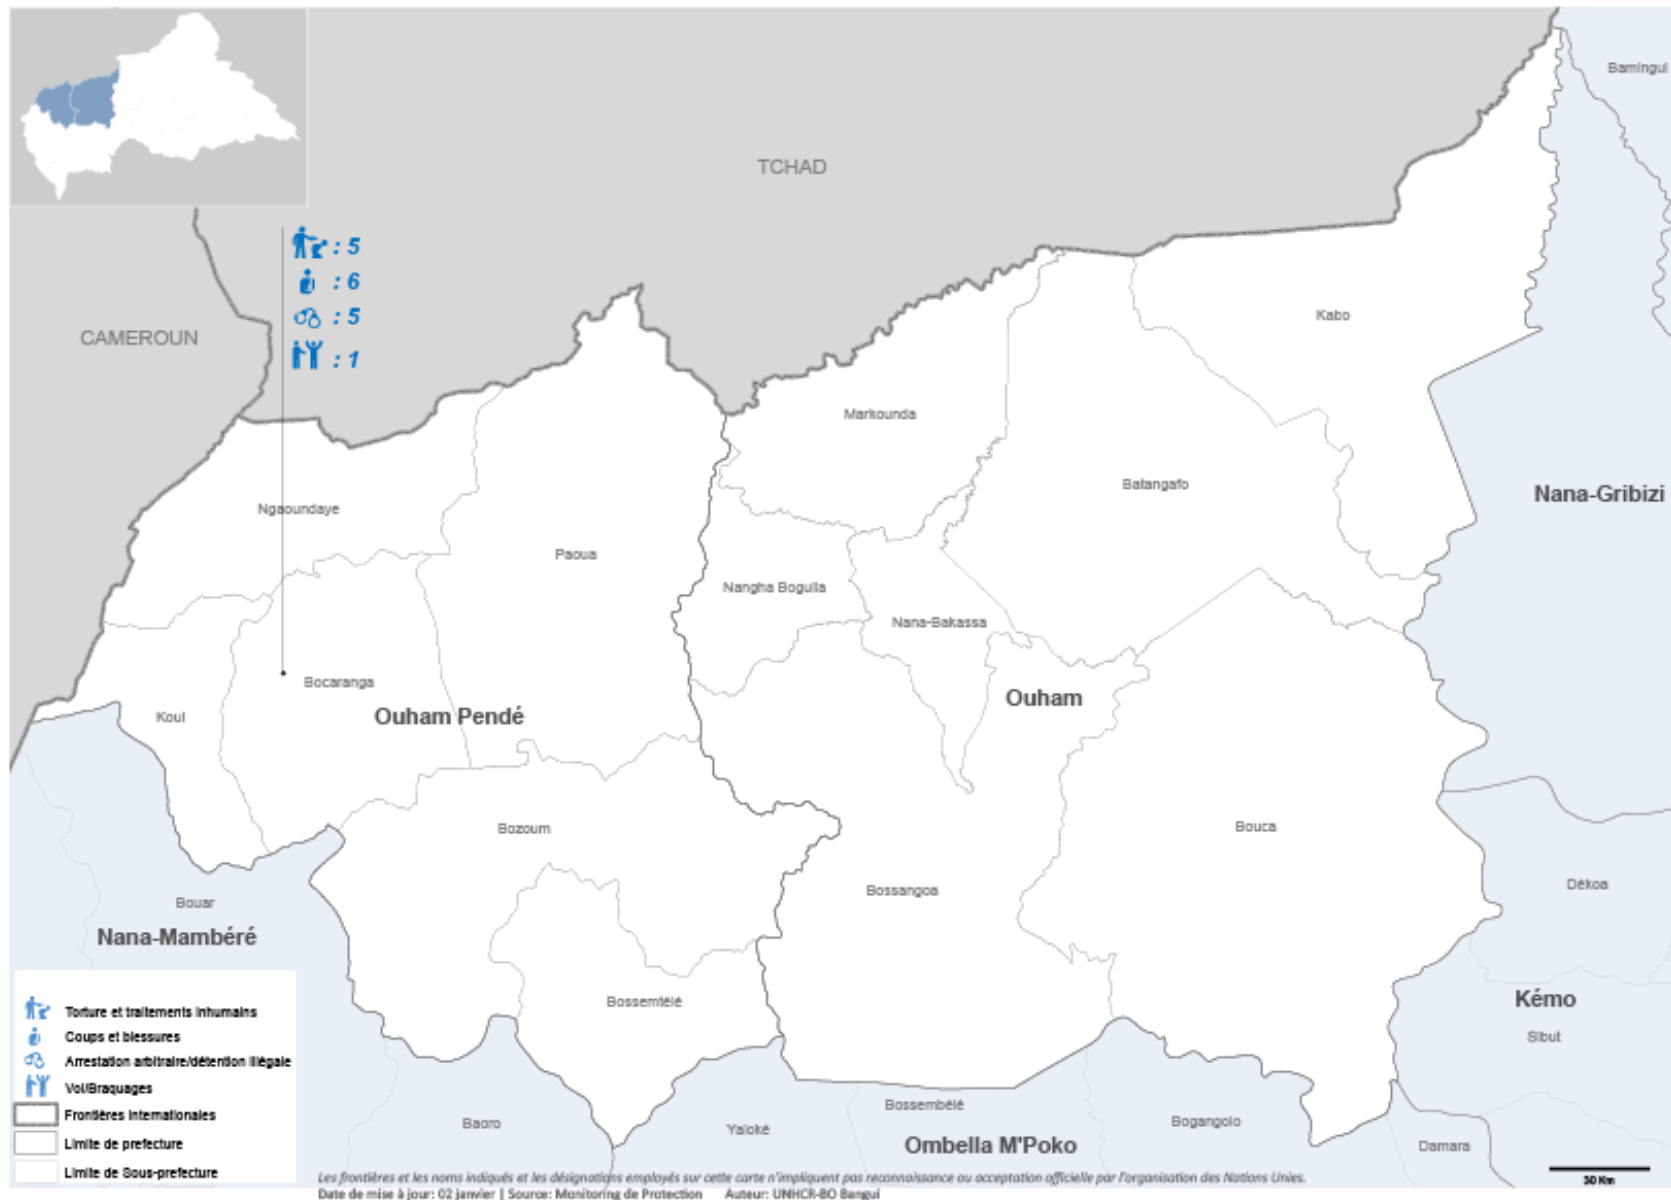 Bamingui
TCHAD
: 5
: 6
: 5
: 1
CAMEROUN
Kabo
Markounda
Batangafo
Nana-Gribizi
Ngaoundaye
Paoua
Nangha Boguila
Nana-Bakassa
Bocaranga
Ouham
Koui
Ouham Pendé
Bozoum
Bouca
Bossangoa
Dékoa
Bouar
Nana-Mambéré
Bossemtélé
Kémo
Sibut
Torture et traitements inhumains
Coups et blessures
Arrestation arbitraire/détention illégale
Vol/Braquages
Frontières internationales
Limite de prefecture
Limite de Sous-prefecture
Baoro
Yaloké
Bossembélé
Bogangolo
Ombella M'Poko
Damara
30 Km
Les frontières et les noms indiqués et les désignations employés sur cette carte n'impliquent pas reconnaissance ou acceptation officielle par l'organisation des Nations Unies.
Date de mise à jour: 02 janvier | Source: Monitoring de Protection Auteur: UNHCR-BO Bangui